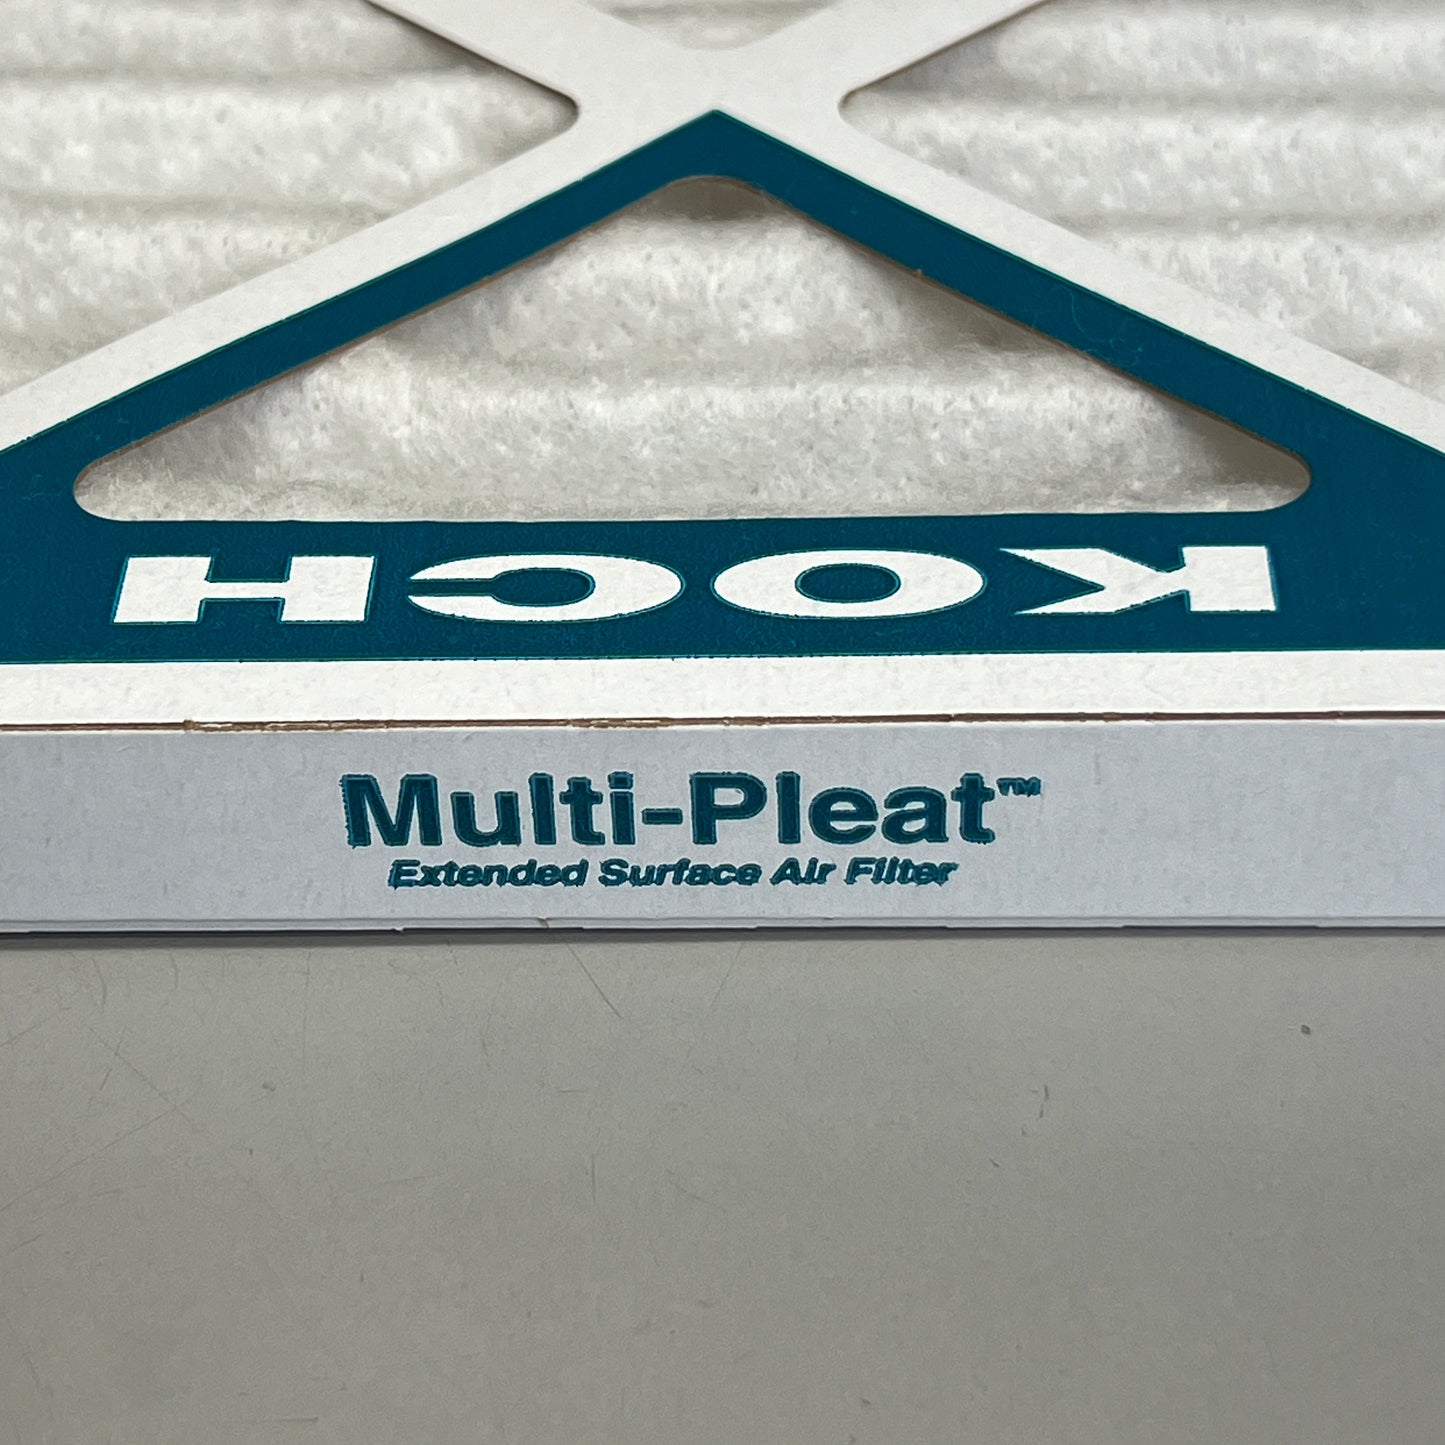 KOCH
Multi-Pleat™
Extended Surface Air Filter